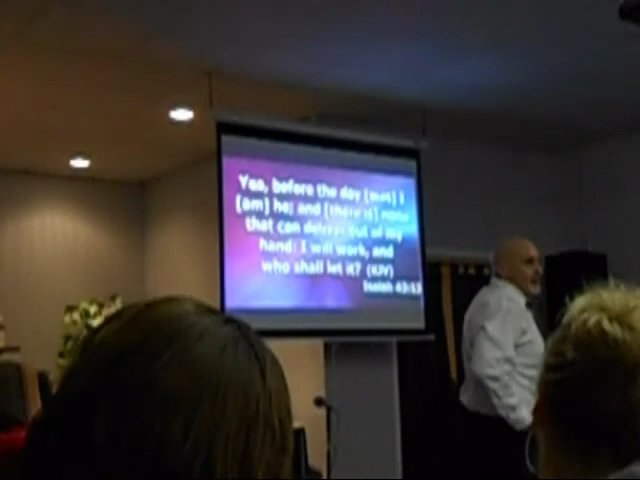 Yea, before the day [was] I
[am] he; and [there is] none
that can deliver out of my
hand: I will work, and
who shall let it? (KJV)
Isaiah 43:13